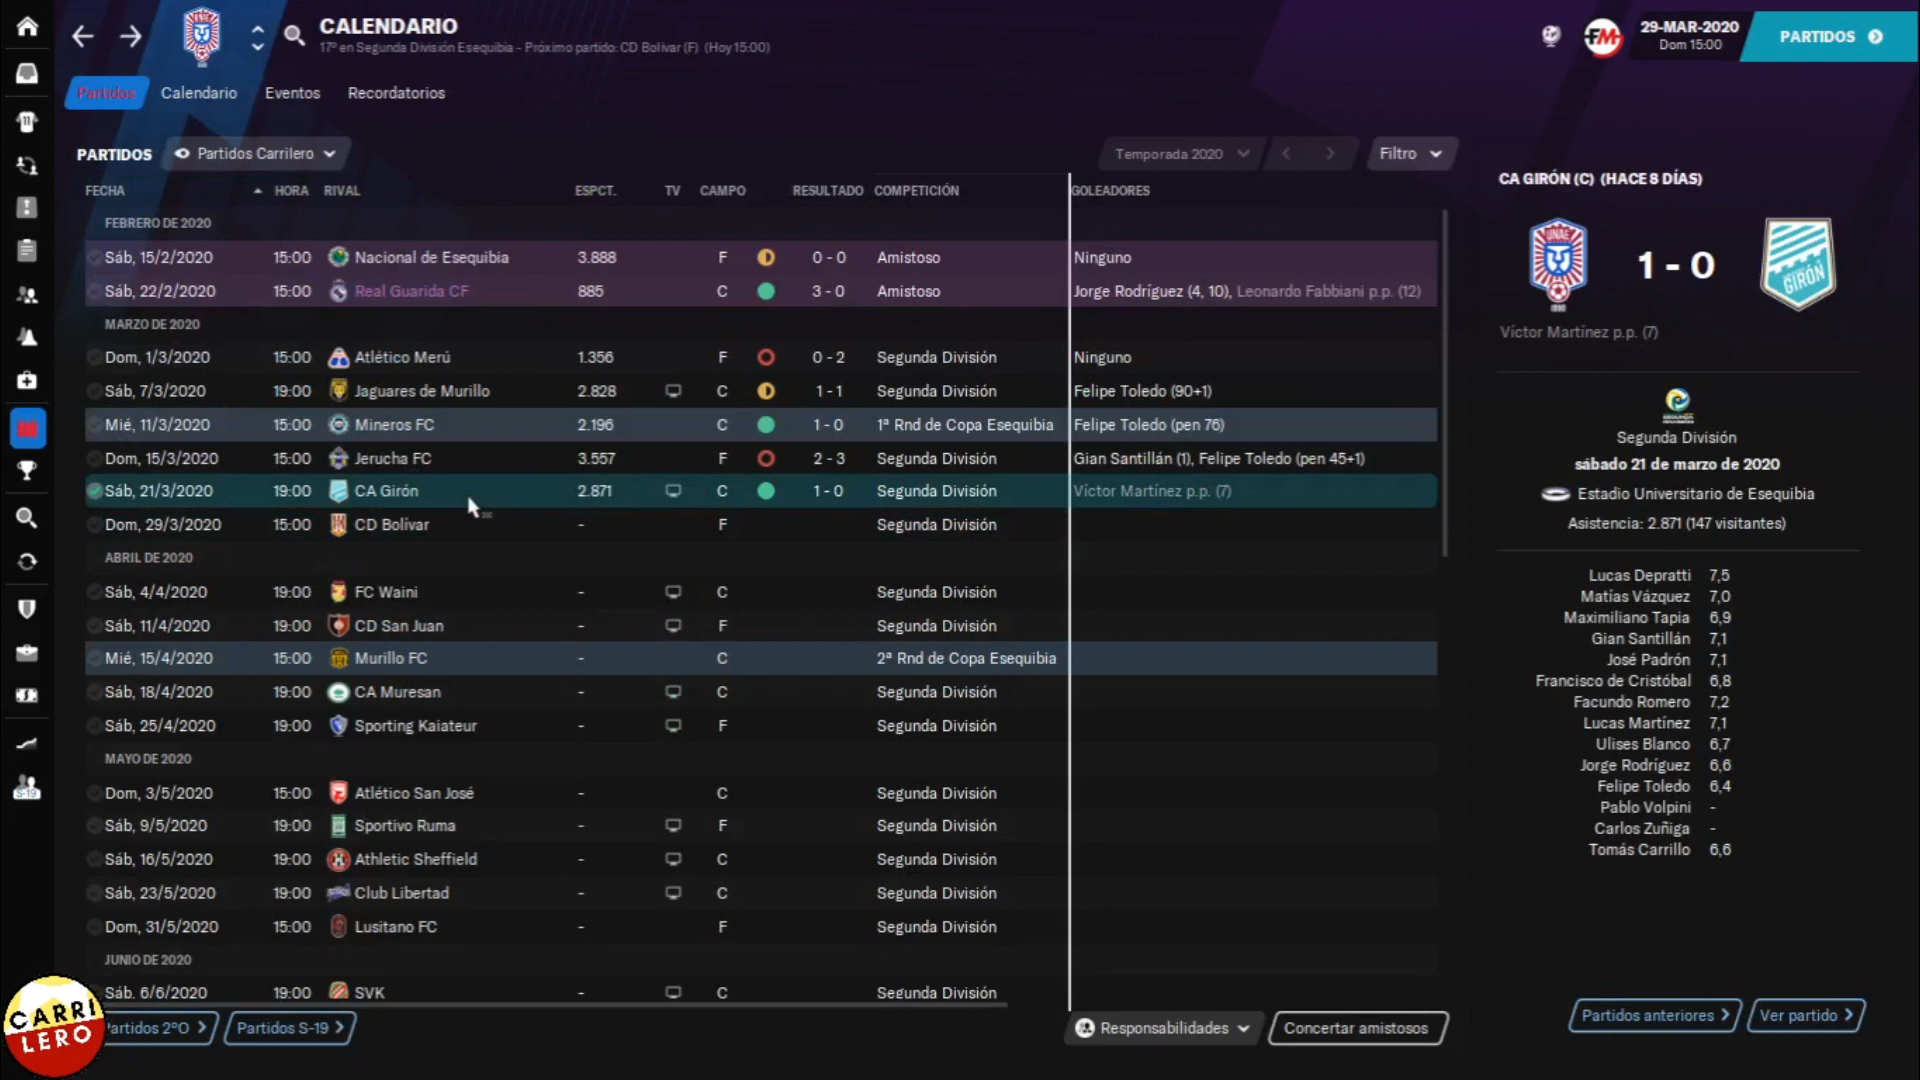 CALENDARIO
17º en Segunda División Esequibia - Próximo partido: CD Bolívar (F) (Hoy 15:00)
FM
29-MAR-2020
Dom 15:00
PARTIDOS
Partidos
Calendario
Eventos
Recordatorios
PARTIDOS
Partidos Carrilero
Temporada 2020
Filtro
FECHA HORA RIVAL ESPCT. TV CAMPO RESULTADO COMPETICIÓN GOLEADORES
FEBRERO DE 2020
Sáb, 15/2/2020 15:00 Nacional de Esequibia 3.888 F 0 - 0 Amistoso Ninguno
Sáb, 22/2/2020 15:00 Real Guarida CF 885 C 3 - 0 Amistoso Jorge Rodríguez (4, 10), Leonardo Fabbiani p.p. (12)
MARZO DE 2020
Dom, 1/3/2020 15:00 Atlético Merú 1.356 F 0 - 2 Segunda División Ninguno
Sáb, 7/3/2020 19:00 Jaguares de Murillo 2.828 C 1 - 1 Segunda División Felipe Toledo (90+1)
Mié, 11/3/2020 15:00 Mineros FC 2.196 C 1 - 0 1ª Rnd de Copa Esequibia Felipe Toledo (pen 76)
Dom, 15/3/2020 15:00 Jerucha FC 3.557 F 2 - 3 Segunda División Gian Santillán (1), Felipe Toledo (pen 45+1)
Sáb, 21/3/2020 19:00 CA Girón 2.871 C 1 - 0 Segunda División Víctor Martínez p.p. (7)
Dom, 29/3/2020 15:00 CD Bolívar - F Segunda División
ABRIL DE 2020
Sáb, 4/4/2020 19:00 FC Waini - C Segunda División
Sáb, 11/4/2020 19:00 CD San Juan - F Segunda División
Mié, 15/4/2020 15:00 Murillo FC - C 2ª Rnd de Copa Esequibia
Sáb, 18/4/2020 19:00 CA Muresan - C Segunda División
Sáb, 25/4/2020 19:00 Sporting Kaiateur - F Segunda División
MAYO DE 2020
Dom, 3/5/2020 15:00 Atlético San José - C Segunda División
Sáb, 9/5/2020 19:00 Sportivo Ruma - F Segunda División
Sáb, 16/5/2020 19:00 Athletic Sheffield - C Segunda División
Sáb, 23/5/2020 19:00 Club Libertad - C Segunda División
Dom, 31/5/2020 15:00 Lusitano FC - F Segunda División
JUNIO DE 2020
Sáb. 6/6/2020 19:00 SVK - C Segunda División
CARRI
LERO
artidos 2ºO
Partidos S-19
Responsabilidades
Concertar amistosos
CA GIRÓN (C) (HACE 8 DÍAS)
UNAE
1 - 0
GIRÓN
Víctor Martínez p.p. (7)
Segunda División
sábado 21 de marzo de 2020
Estadio Universitario de Esequibia
Asistencia: 2.871 (147 visitantes)
Lucas Depratti 7,5
Matías Vázquez 7,0
Maximiliano Tapia 6,9
Gian Santillán 7,1
José Padrón 7,1
Francisco de Cristóbal 6,8
Facundo Romero 7,2
Lucas Martínez 7,1
Ulises Blanco 6,7
Jorge Rodríguez 6,6
Felipe Toledo 6,4
Pablo Volpini -
Carlos Zuñiga -
Tomás Carrillo 6,6
Partidos anteriores
Ver partido
S-19